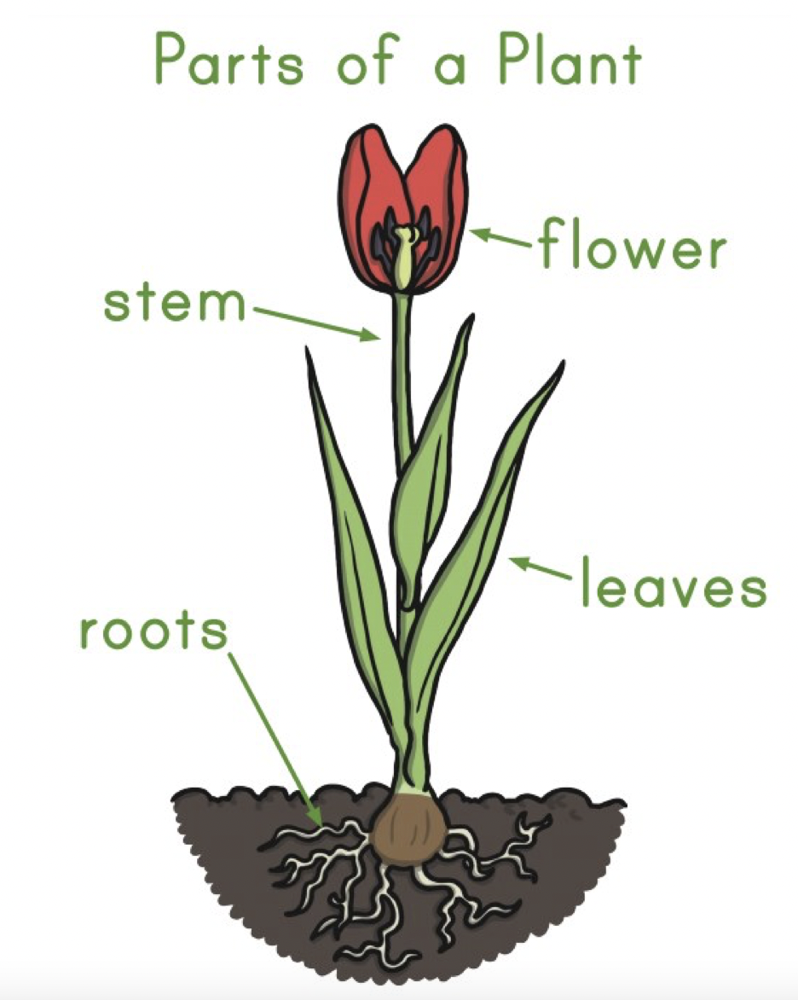 Parts of a Plant
flower
stem
leaves
roots